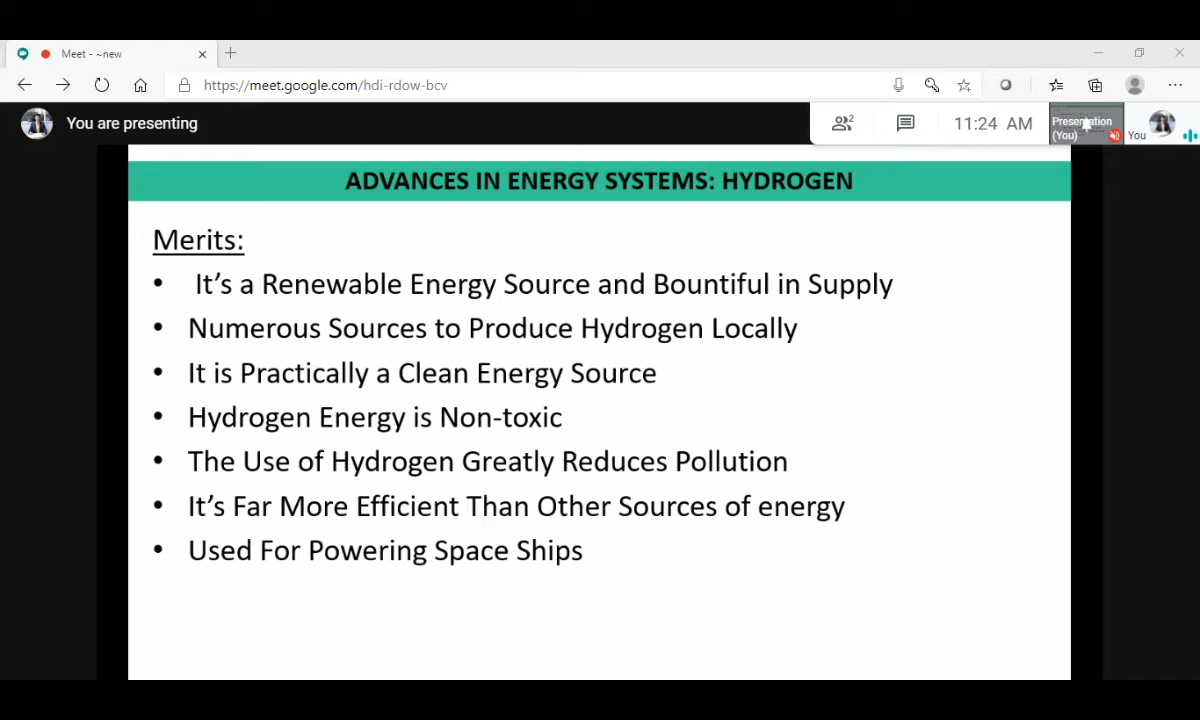 Meet - ~new
https://meet.google.com/hdi-rdow-bcv
You are presenting
2
11:24 AM
Presentation
(You)
You
ADVANCES IN ENERGY SYSTEMS: HYDROGEN
Merits:
• It's a Renewable Energy Source and Bountiful in Supply
• Numerous Sources to Produce Hydrogen Locally
• It is Practically a Clean Energy Source
• Hydrogen Energy is Non-toxic
• The Use of Hydrogen Greatly Reduces Pollution
• It's Far More Efficient Than Other Sources of energy
• Used For Powering Space Ships